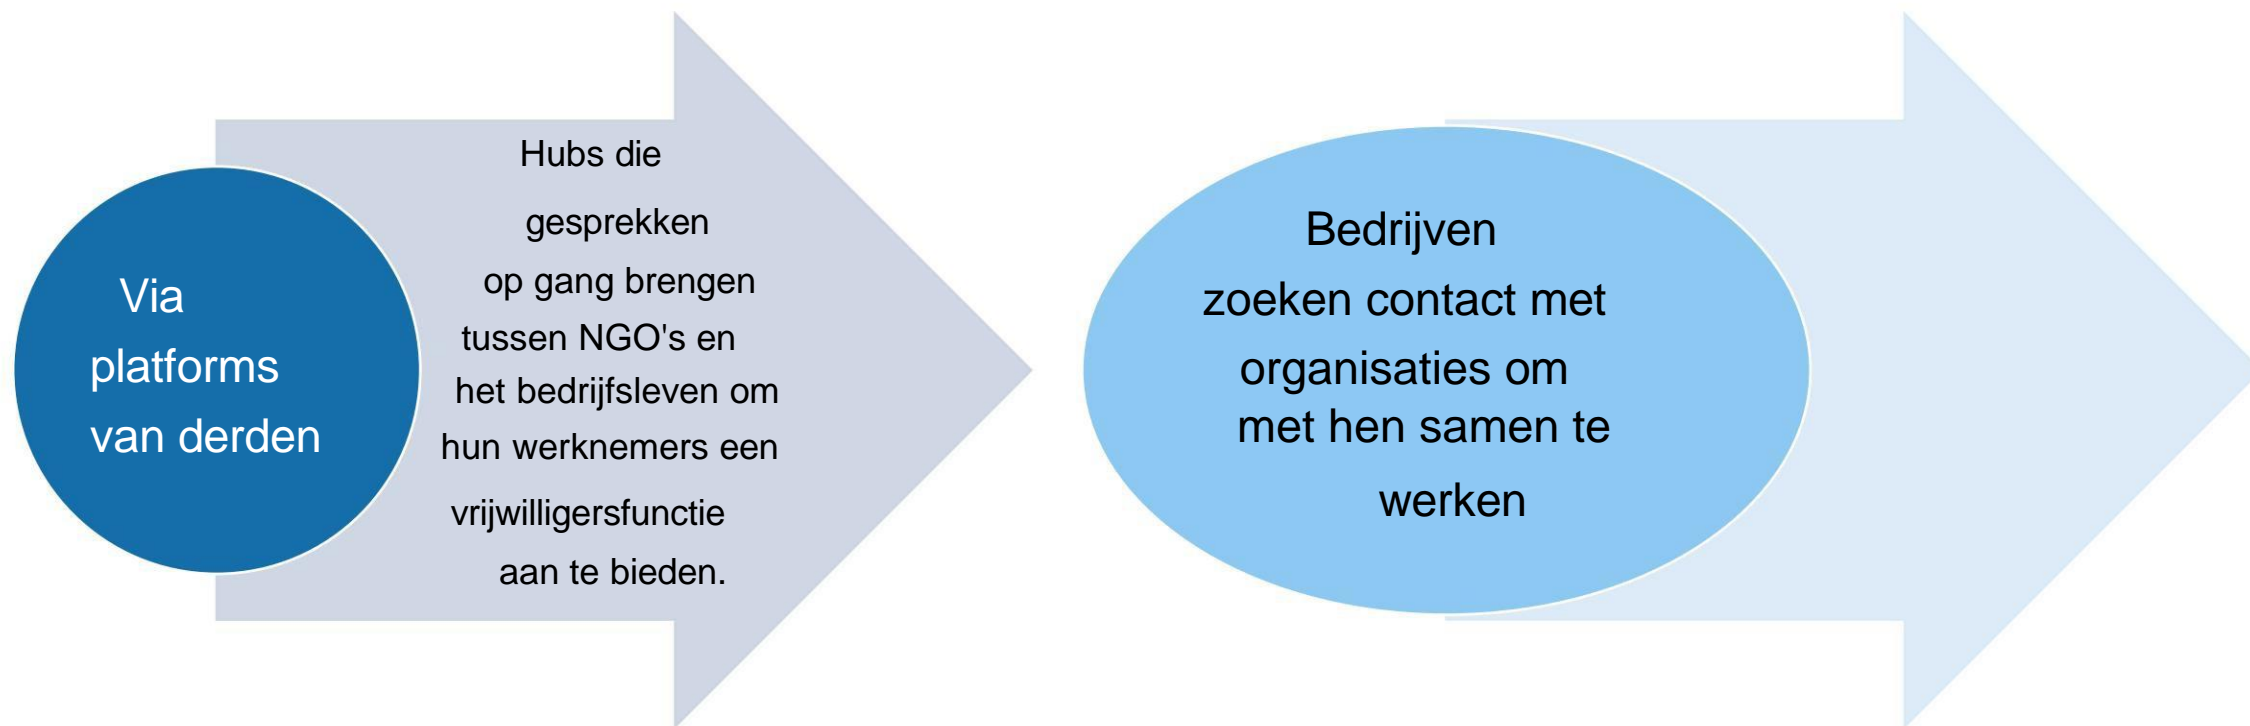 Via
platforms
van derden
Hubs die
gesprekken
op gang brengen
tussen NGO's en
het bedrijfsleven om
hun werknemers een
vrijwilligersfunctie
aan te bieden.
Bedrijven
zoeken contact met
organisaties om
met hen samen te
werken